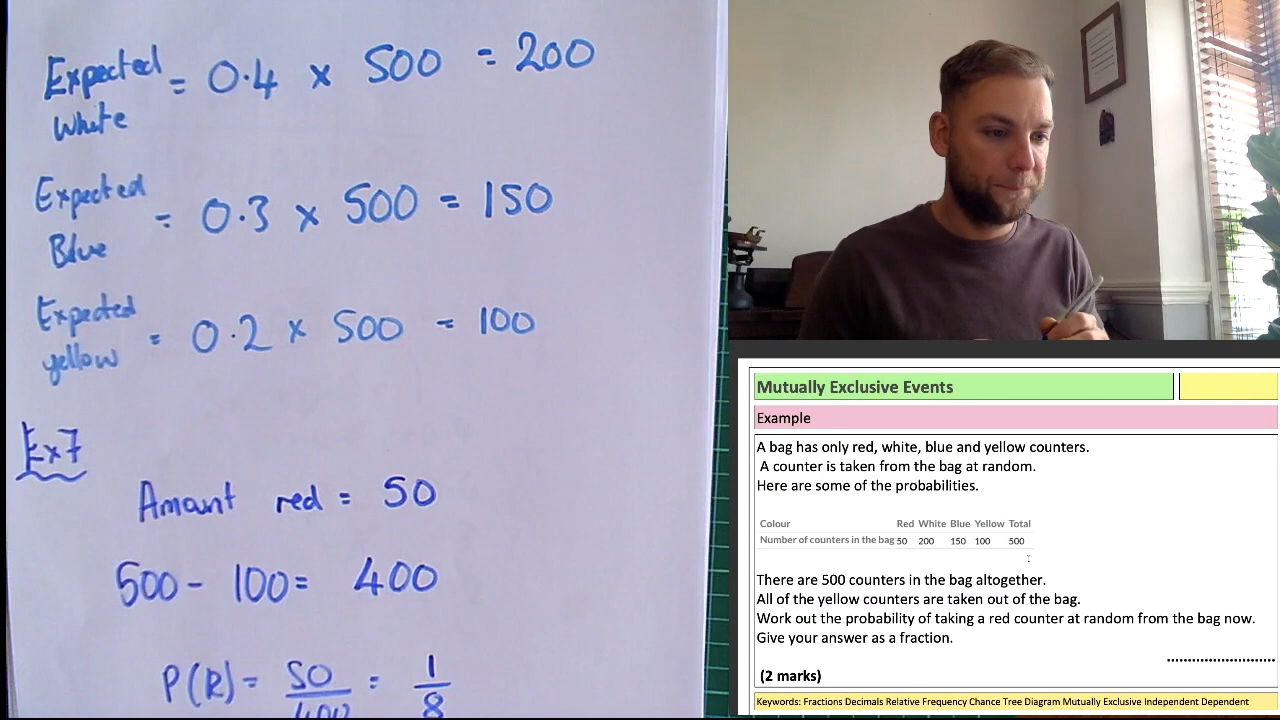 Expected = 0.4 × 500 = 200
White
Expected = 0.3 × 500 = 150
Blue
Expected = 0.2 × 500 = 100
yellow
Ex7
Amount red = 50
500 - 100 = 400
P(R) = 50/400 = 1/8
Mutually Exclusive Events
Example
A bag has only red, white, blue and yellow counters.
A counter is taken from the bag at random.
Here are some of the probabilities.
Colour Red White Blue Yellow Total
Number of counters in the bag 50 200 150 100 500
There are 500 counters in the bag altogether.
All of the yellow counters are taken out of the bag.
Work out the probability of taking a red counter at random from the bag now.
Give your answer as a fraction.
(2 marks)
Keywords: Fractions Decimals Relative Frequency Chance Tree Diagram Mutually Exclusive Independent Dependent